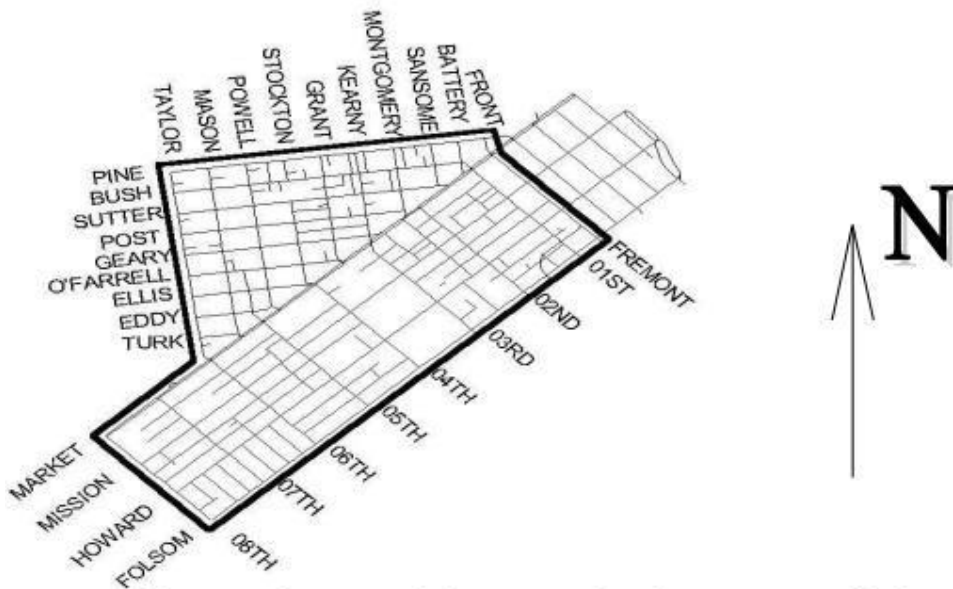 TAYLOR
MASON
POWELL
STOCKTON
GRANT
KEARNY
MONTGOMERY
SANSOME
BATTERY
FRONT
PINE
BUSH
SUTTER
POST
GEARY
O'FARRELL
ELLIS
EDDY
TURK
MARKET
MISSION
HOWARD
FOLSOM
08TH
07TH
06TH
05TH
04TH
03RD
02ND
01ST
FREMONT
N